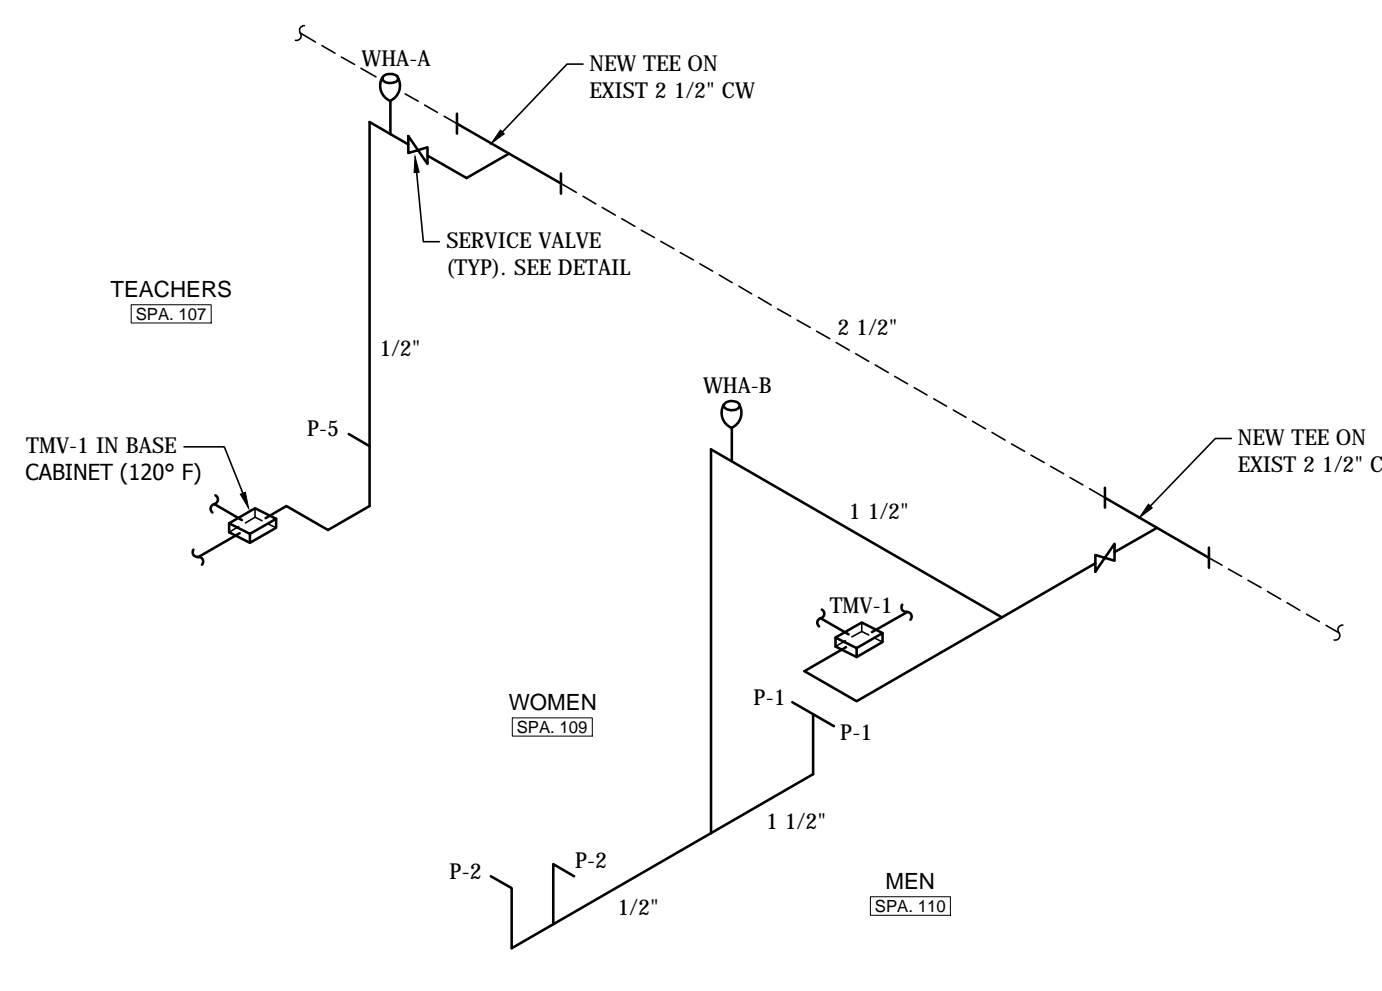 WHA-A
NEW TEE ON
EXIST 2 1/2" CW
SERVICE VALVE
(TYP). SEE DETAIL
TEACHERS
SPA. 107
2 1/2"
1/2"
WHA-B
P-5
TMV-1 IN BASE
CABINET (120° F)
NEW TEE ON
EXIST 2 1/2" C
1 1/2"
TMV-1
WOMEN
SPA. 109
P-1
P-1
1 1/2"
P-2
P-2
1/2"
MEN
SPA. 110